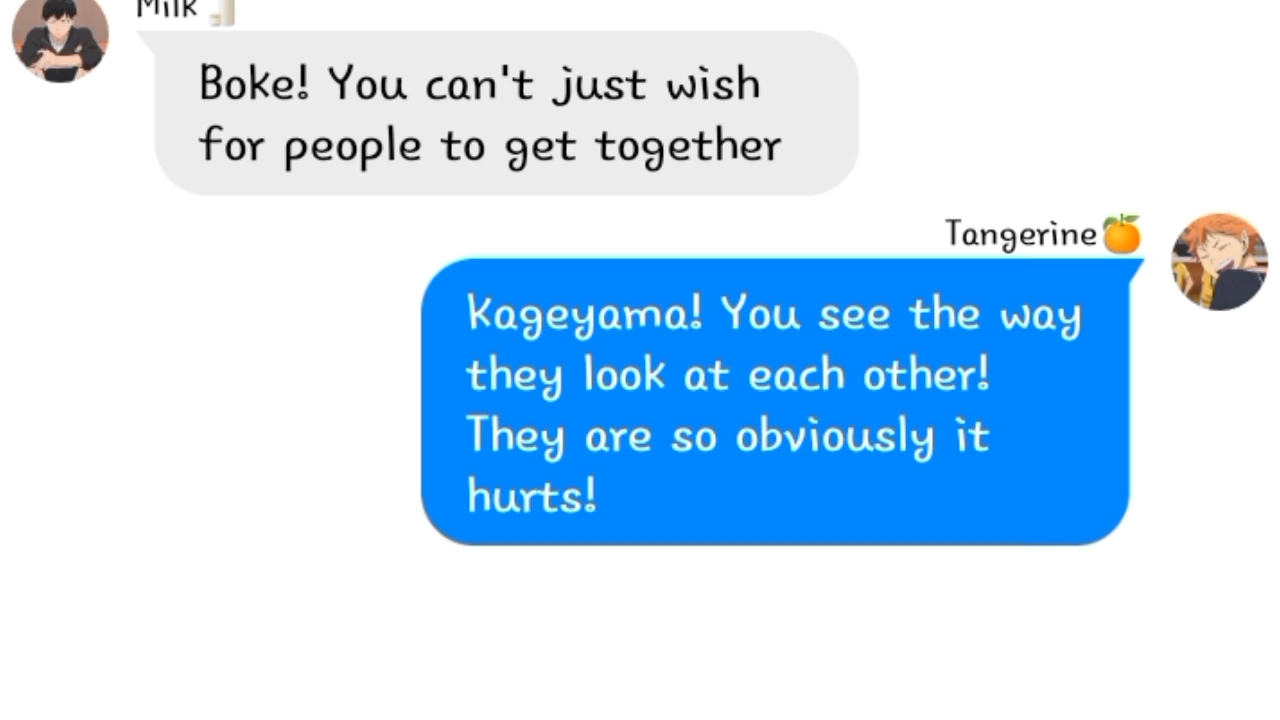 Milk🥛
Boke! You can't just wish
for people to get together
Tangerine🍊
Kageyama! You see the way
they look at each other!
They are so obviously it
hurts!